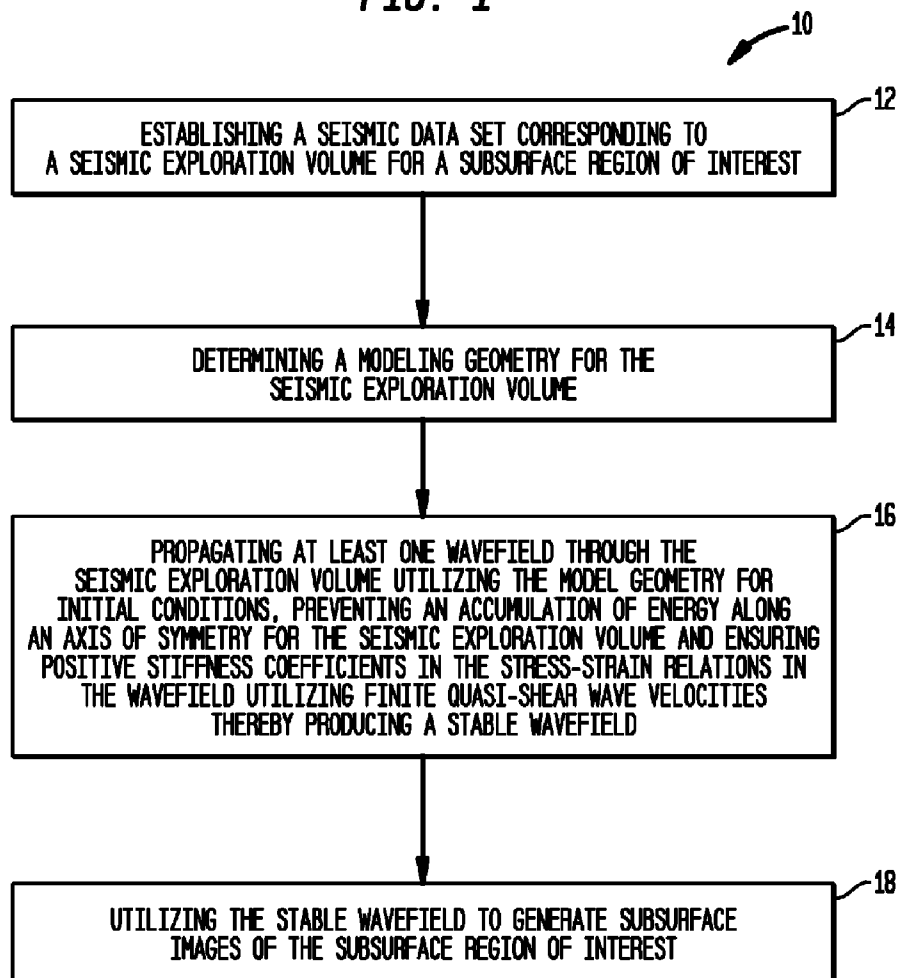 FIG. 1
10
12
ESTABLISHING A SEISMIC DATA SET CORRESPONDING TO
A SEISMIC EXPLORATION VOLUME FOR A SUBSURFACE REGION OF INTEREST
14
DETERMINING A MODELING GEOMETRY FOR THE
SEISMIC EXPLORATION VOLUME
16
PROPAGATING AT LEAST ONE WAVEFIELD THROUGH THE
SEISMIC EXPLORATION VOLUME UTILIZING THE MODEL GEOMETRY FOR
INITIAL CONDITIONS, PREVENTING AN ACCUMULATION OF ENERGY ALONG
AN AXIS OF SYMMETRY FOR THE SEISMIC EXPLORATION VOLUME AND ENSURING
POSITIVE STIFFNESS COEFFICIENTS IN THE STRESS-STRAIN RELATIONS IN
THE WAVEFIELD UTILIZING FINITE QUASI-SHEAR WAVE VELOCITIES
THEREBY PRODUCING A STABLE WAVEFIELD
18
UTILIZING THE STABLE WAVEFIELD TO GENERATE SUBSURFACE
IMAGES OF THE SUBSURFACE REGION OF INTEREST